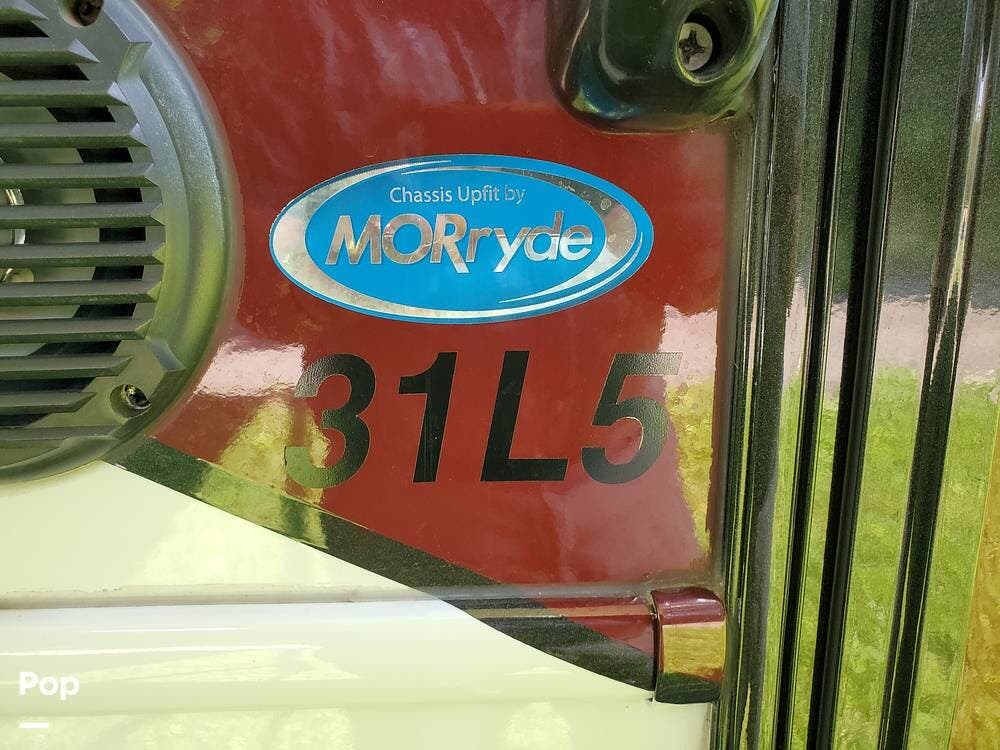 Chassis Upfit by
MORryde
31L5
Pop